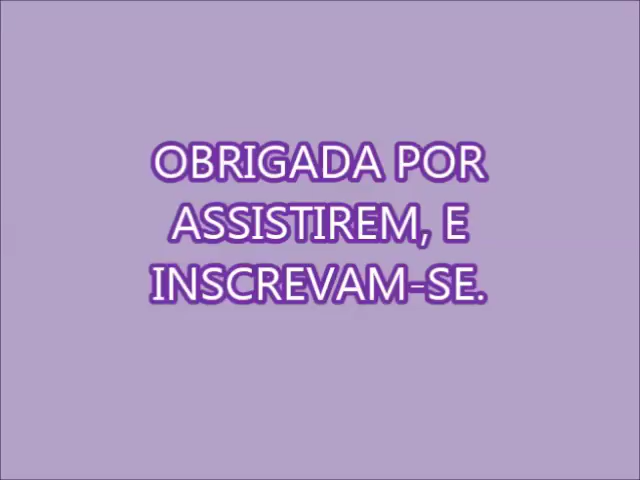 OBRIGADA POR
ASSISTIREM, E
INSCREVAM-SE.